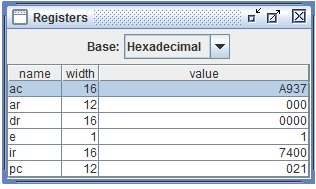 Registers
Base: Hexadecimal
name width value
ac 16 A937
ar 12 000
dr 16 0000
e 1 1
ir 16 7400
pc 12 021